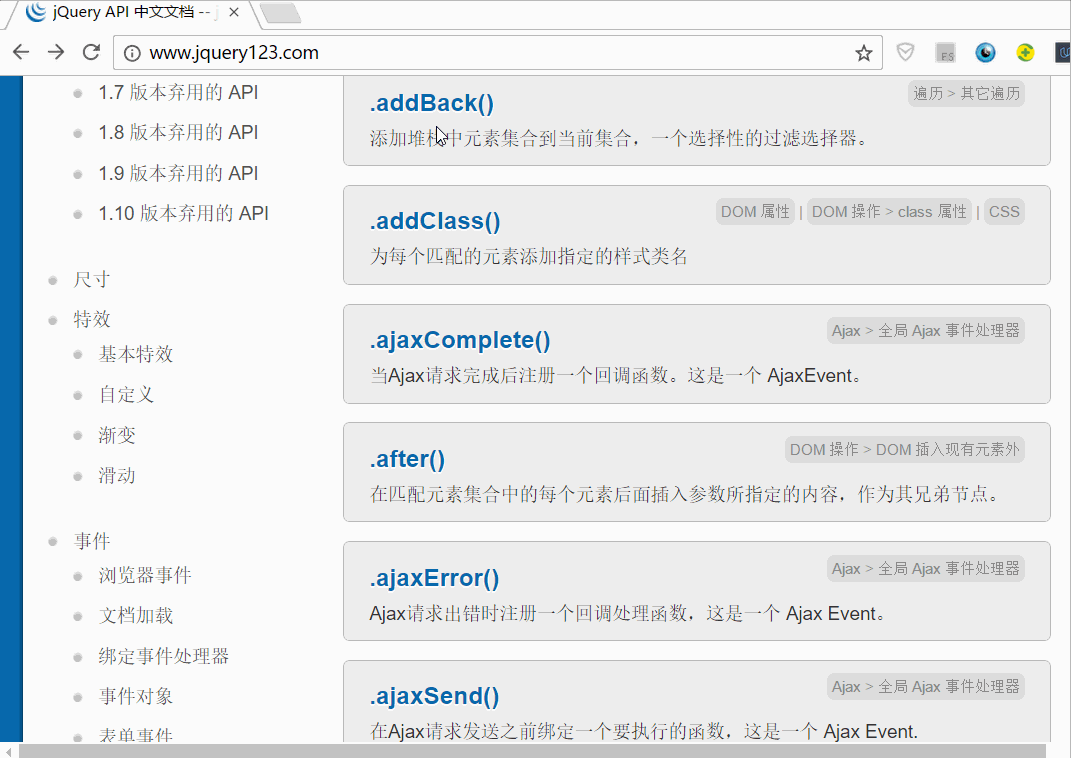 jQuery API 中文文档 --
www.jquery123.com
1.7 版本弃用的 API
1.8 版本弃用的 API
1.9 版本弃用的 API
1.10 版本弃用的 API
尺寸
特效
基本特效
自定义
渐变
滑动
事件
浏览器事件
文档加载
绑定事件处理器
事件对象
表单事件
.addBack()
遍历 > 其它遍历
添加堆栈中元素集合到当前集合，一个选择性的过滤选择器。
.addClass()
DOM 属性 | DOM 操作 > class 属性 | CSS
为每个匹配的元素添加指定的样式类名
.ajaxComplete()
Ajax > 全局 Ajax 事件处理器
当Ajax请求完成后注册一个回调函数。这是一个 AjaxEvent。
.after()
DOM 操作 > DOM 插入现有元素外
在匹配元素集合中的每个元素后面插入参数所指定的内容，作为其兄弟节点。
.ajaxError()
Ajax > 全局 Ajax 事件处理器
Ajax请求出错时注册一个回调处理函数，这是一个 Ajax Event。
.ajaxSend()
Ajax > 全局 Ajax 事件处理器
在Ajax请求发送之前绑定一个要执行的函数，这是一个 Ajax Event.